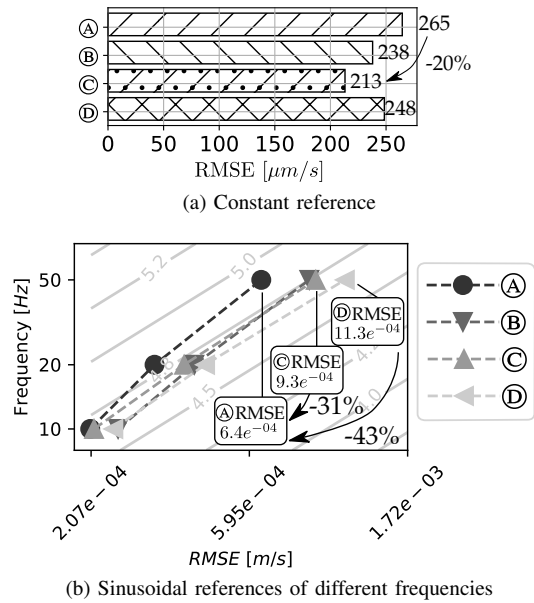 Ⓐ 265
Ⓑ 238
-20%
Ⓒ 213
Ⓓ 248
0 50 100 150 200 250
RMSE [μm/s]
(a) Constant reference
Frequency [Hz]
50
20
10
5.2
5.0
4.5
Ⓐ
Ⓑ
Ⓒ
Ⓓ
ⒹRMSE
11.3e−04
ⒸRMSE
9.3e−04
ⒶRMSE
6.4e−04
-31%
-43%
2.07e − 04
5.95e − 04
1.72e − 03
RMSE [m/s]
(b) Sinusoidal references of different frequencies